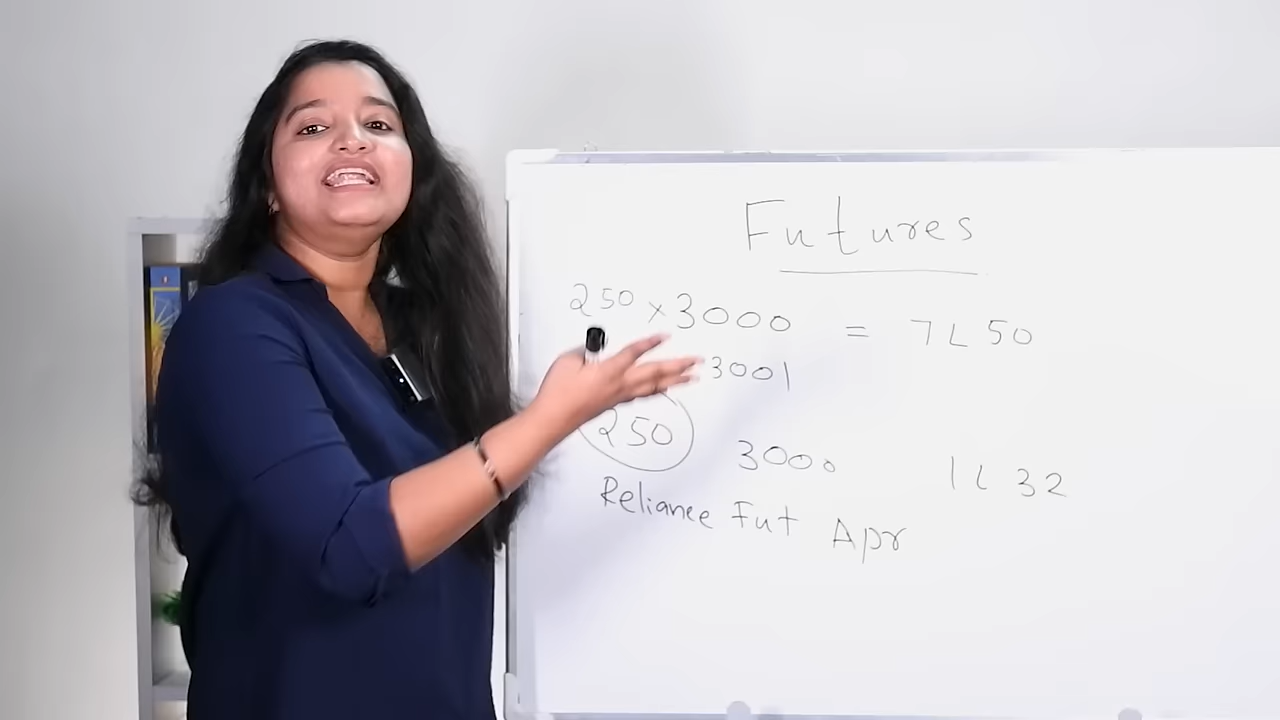 Futures
250 x 3000 = 7L 50
3001
250 3000 1L 32
Reliance Fut Apr